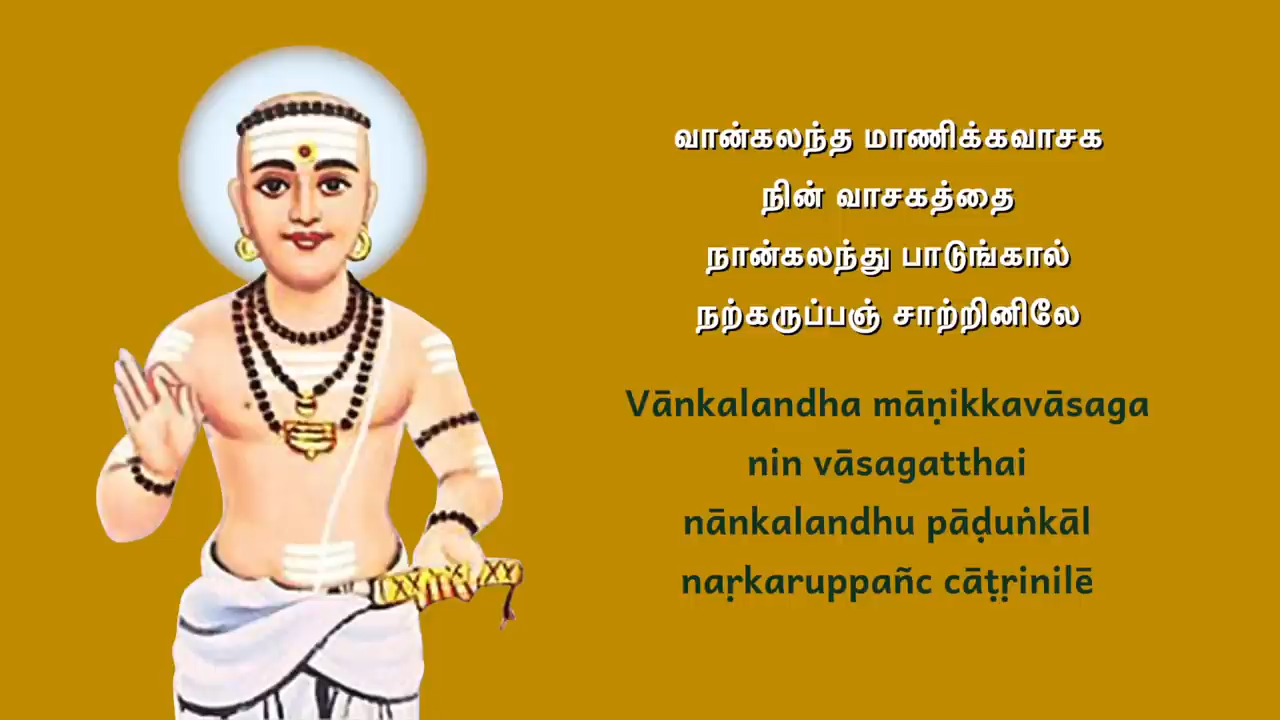 வான்கலந்த மாணிக்கவாசக
நின் வாசகத்தை
நான்கலந்து பாடுங்கால்
நற்கருப்பஞ் சாற்றினிலே
Vānkalandha māṇikkavāsaga
nin vāsagatthai
nānkalandhu pāḍuṅkāl
naṛkaruppañc cāṭṛinilē